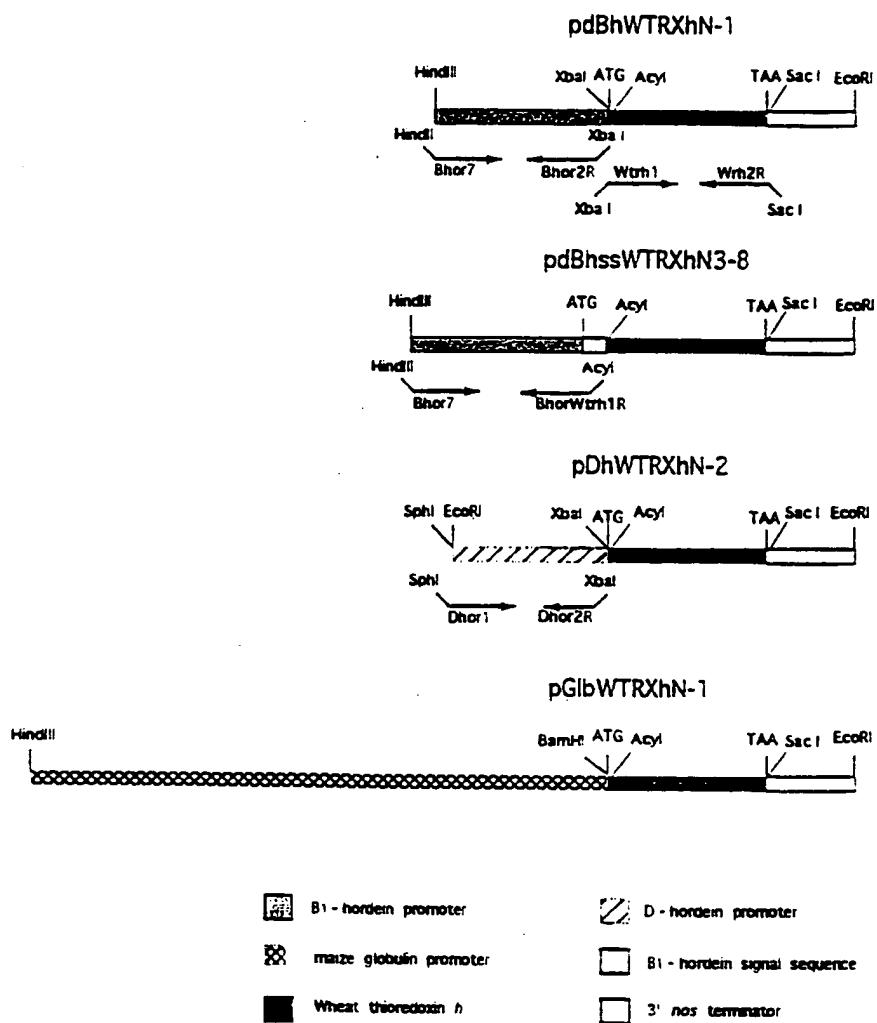 pdBhWTRXhN-1
HindIII XbaI ATG AcyI TAA Sac I EcoRI
HindIII Xba I
Bhor7 Bhor2R Wtrh1 Wrh2R
Xba I Sac I
pdBhssWTRXhN3-8
HindIII ATG AcyI TAA Sac I EcoRI
HindIII AcyI
Bhor7 BhorWtrh1R
pDhWTRXhN-2
SphI EcoRI XbaI ATG AcyI TAA Sac I EcoRI
SphI XbaI
Dhor1 Dhor2R
pGlbWTRXhN-1
HindIII BamHI ATG AcyI TAA Sac I EcoRI
B1 - hordein promoter D - hordein promoter
maize globulin promoter B1 - hordein signal sequence
Wheat thioredoxin h 3' nos terminator